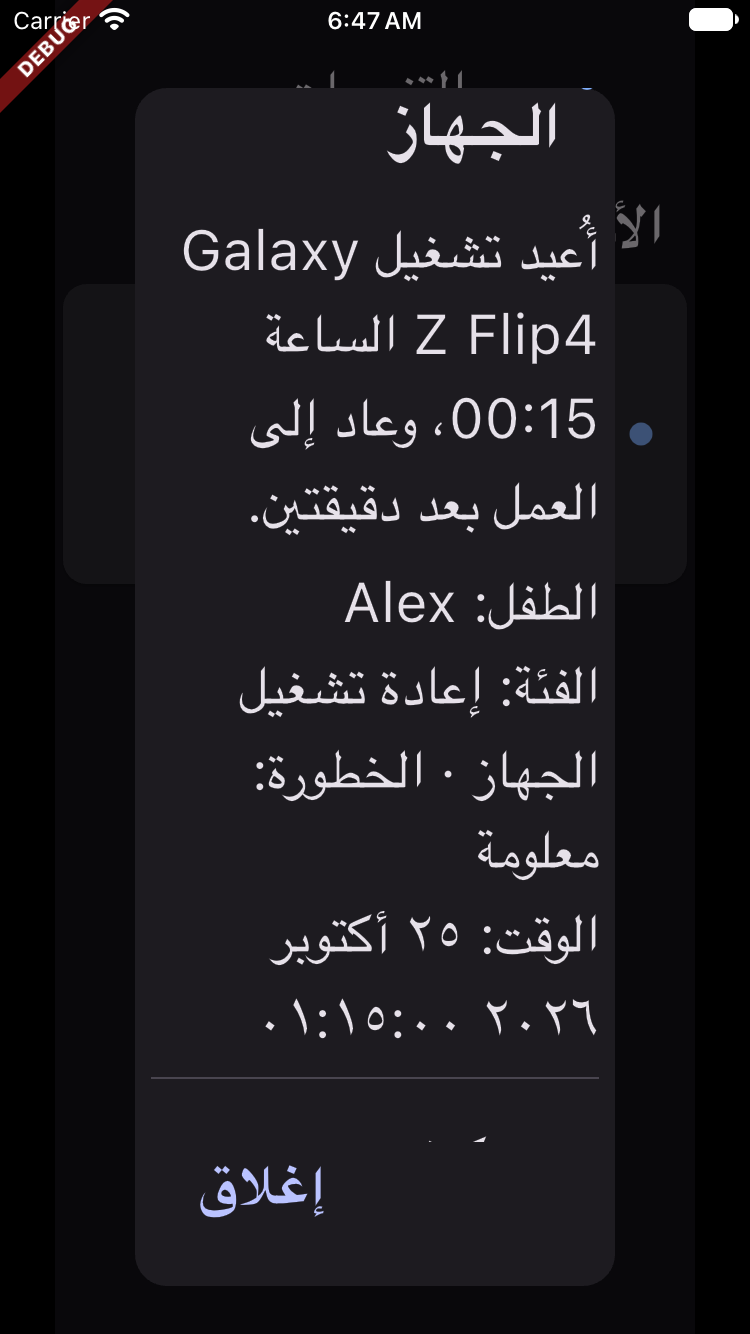 Carrier
6:47 AM
DEBUG
الجهاز
أُعيد تشغيل Galaxy
Z Flip4 الساعة
00:15، وعاد إلى
العمل بعد دقيقتين.
الطفل: Alex
الفئة: إعادة تشغيل
الجهاز · الخطورة:
معلومة
الوقت: ٢٥ أكتوبر
٢٠٢٦ ٠١:١٥:٠٠
إغلاق